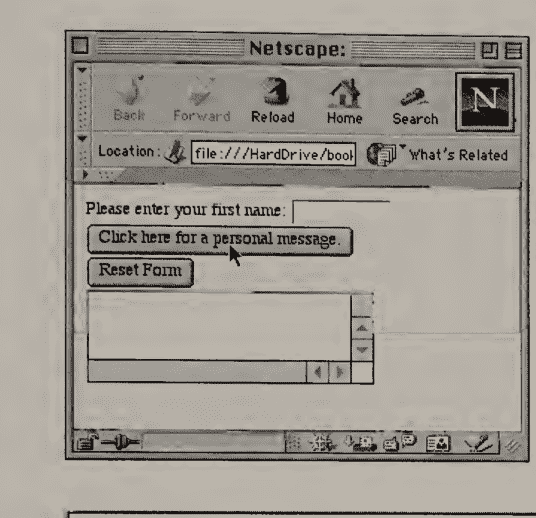 Netscape:
Back Forward Reload Home Search
N
Location: file:///HardDrive/book What's Related
Please enter your first name:
Click here for a personal message.
Reset Form